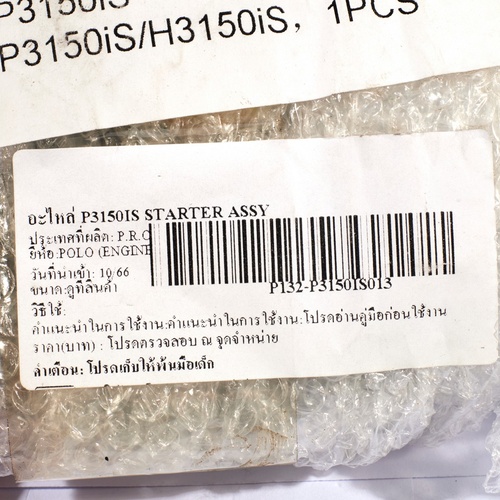 P3150iS
P3150iS/H3150iS, 1PCS
อะไหล่ P3150IS STARTER ASSY
ประเทศที่ผลิต: P.R.C
ยี่ห้อ:POLO (ENGINE
วันที่นำเข้า: 10/66
ขนาด:ดูที่สินค้า
P132-P3150IS013
วิธีใช้:
คำแนะนำในการใช้งาน:คำแนะนำในการใช้งาน:โปรดอ่านคู่มือก่อนใช้งาน
ราคา(บาท) : โปรดตรวจสอบ ณ จุดจำหน่าย
คำเตือน: โปรดเก็บให้พ้นมือเด็ก